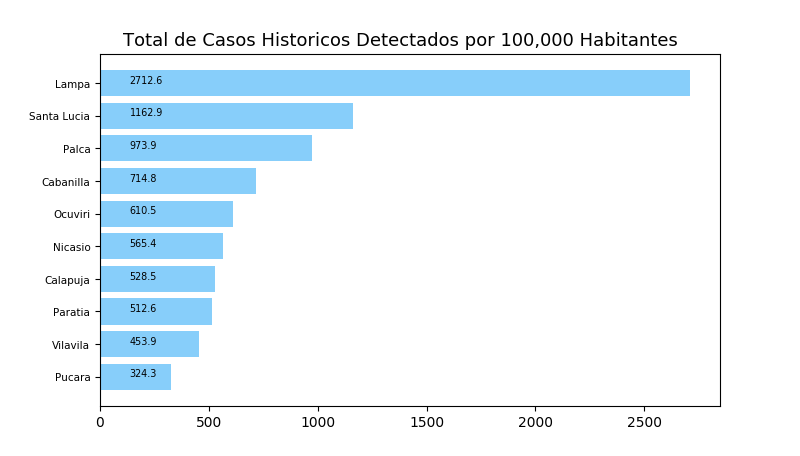 Total de Casos Historicos Detectados por 100,000 Habitantes
Lampa 2712.6
Santa Lucia 1162.9
Palca 973.9
Cabanilla 714.8
Ocuviri 610.5
Nicasio 565.4
Calapuja 528.5
Paratia 512.6
Vilavila 453.9
Pucara 324.3
0 500 1000 1500 2000 2500